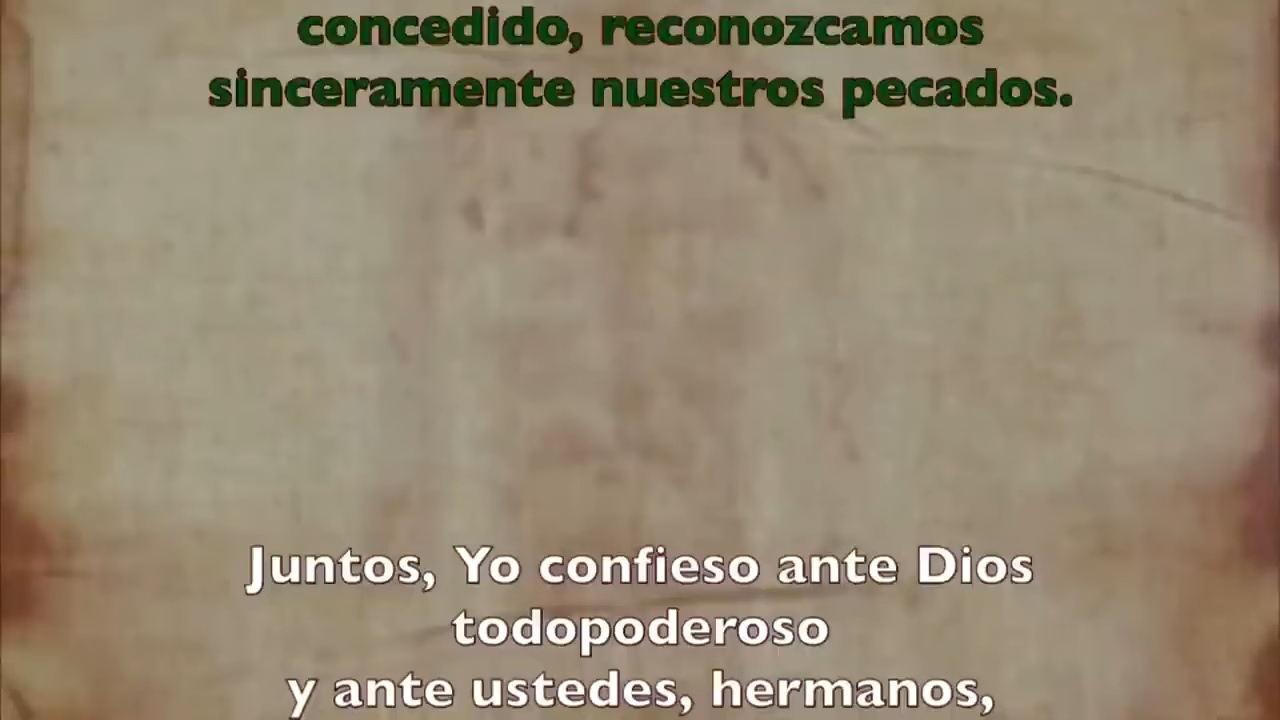 concedido, reconozcamos
sinceramente nuestros pecados.
Juntos, Yo confieso ante Dios
todopoderoso
y ante ustedes, hermanos,